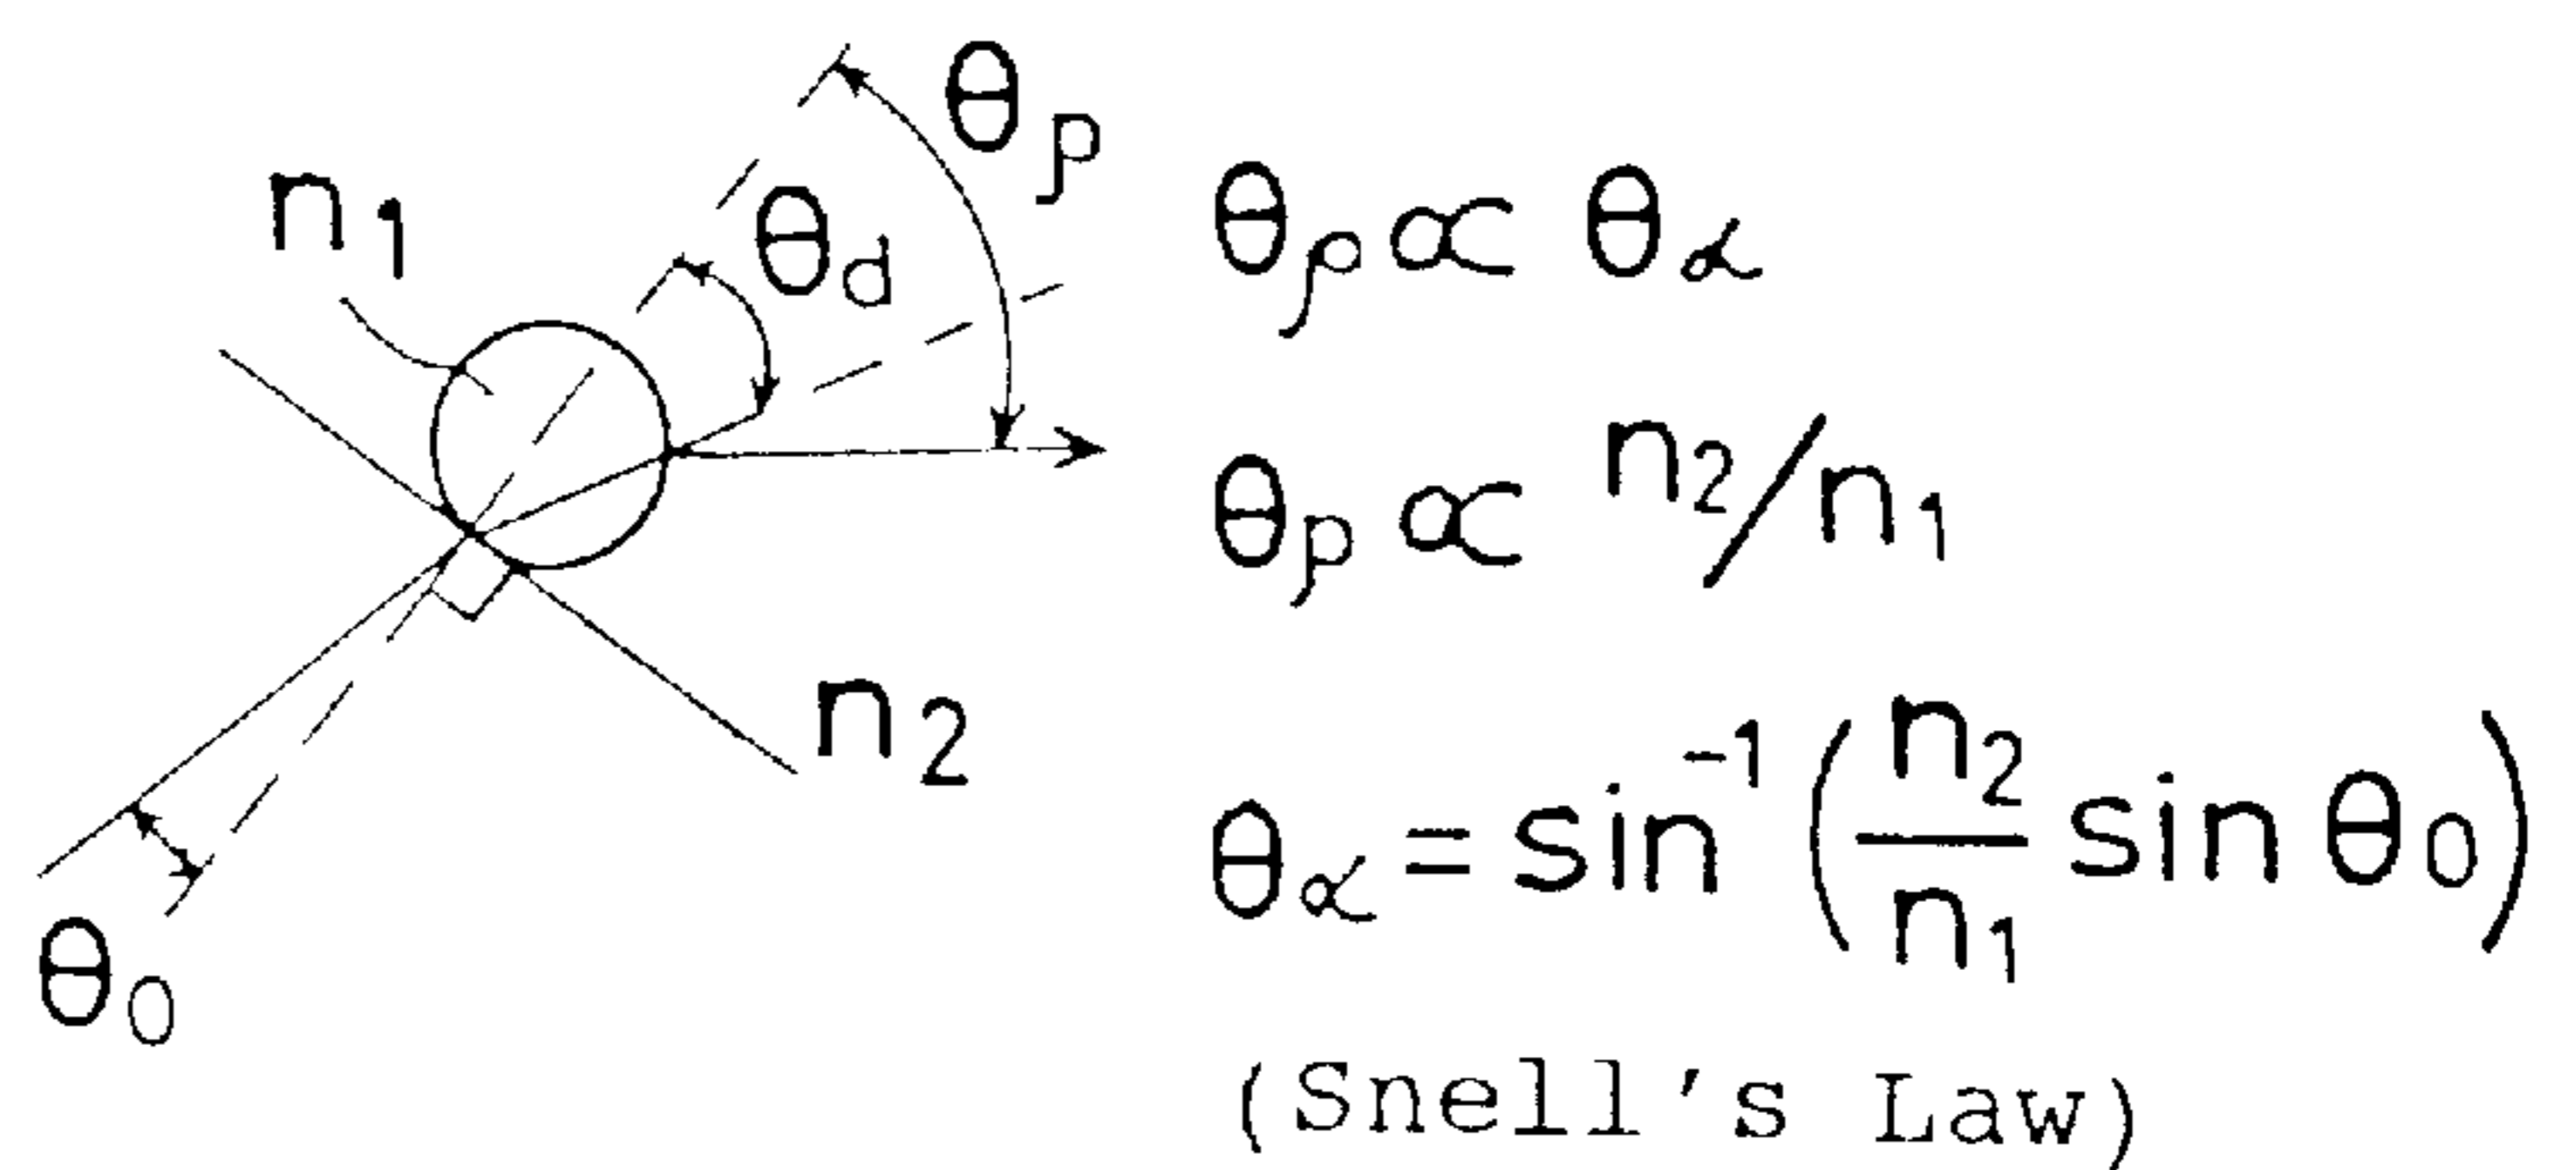 θp
n1
θd
θρ ∝ θα
θp ∝ n2/n1
n2
θα = sin⁻¹ (n2/n1 sin θ0)
θ0
(Snell's Law)